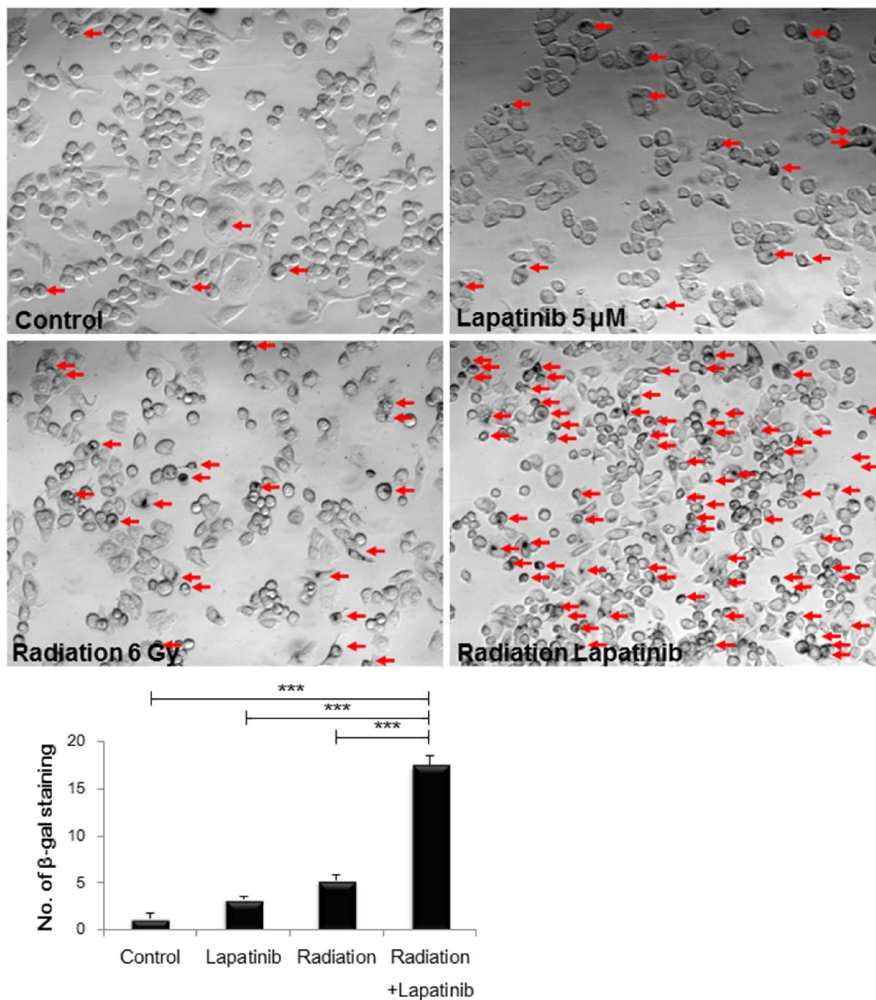 Control
Lapatinib 5 μM
Radiation 6 Gy
Radiation Lapatinib
***
***
***
No. of β-gal staining
20
15
10
5
0
Control
Lapatinib
Radiation
Radiation
+Lapatinib